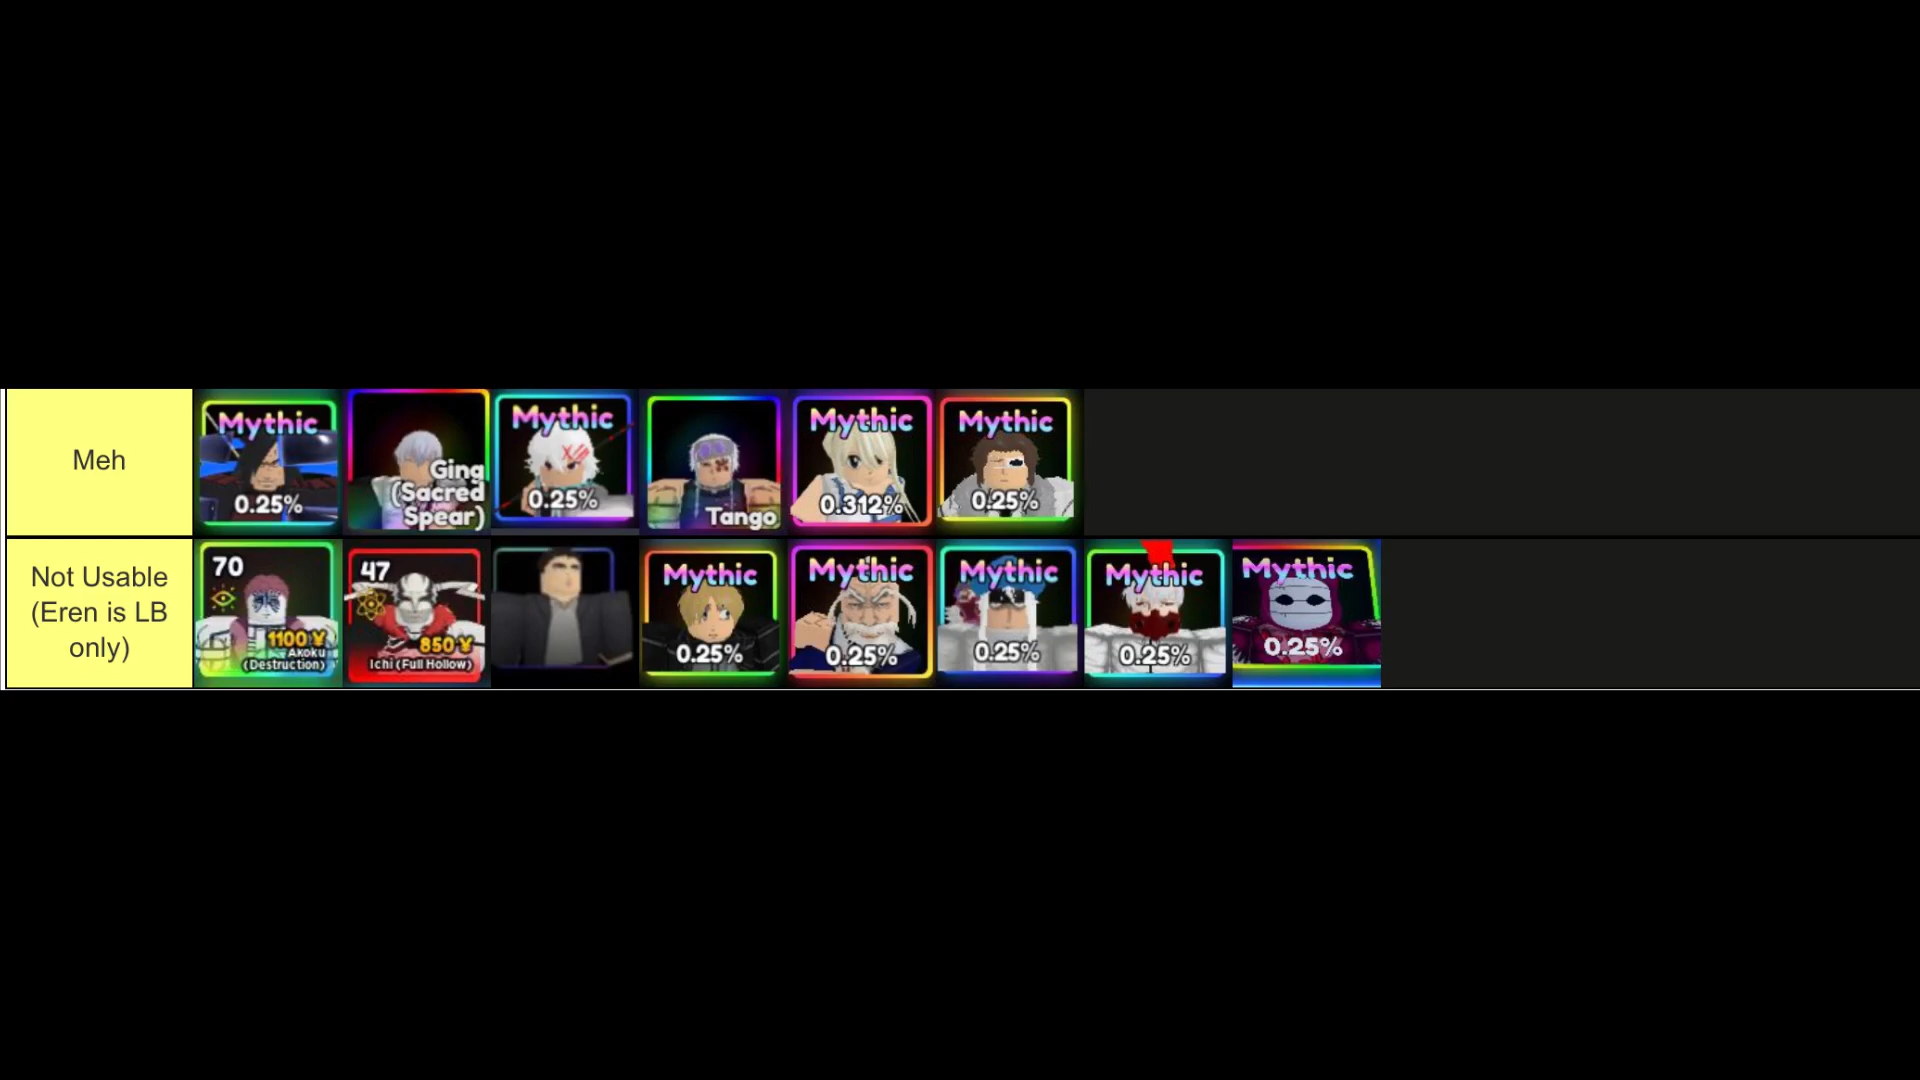 Meh
Mythic
0.25%
Ging
(Sacred
Spear)
Mythic
0.25%
Tango
Mythic
0.312%
Mythic
0.25%
Not Usable
(Eren is LB
only)
70
1100 ¥
Akoku
(Destruction)
47
850 ¥
Ichi (Full Hollow)
Mythic
0.25%
Mythic
0.25%
Mythic
0.25%
Mythic
0.25%
Mythic
0.25%